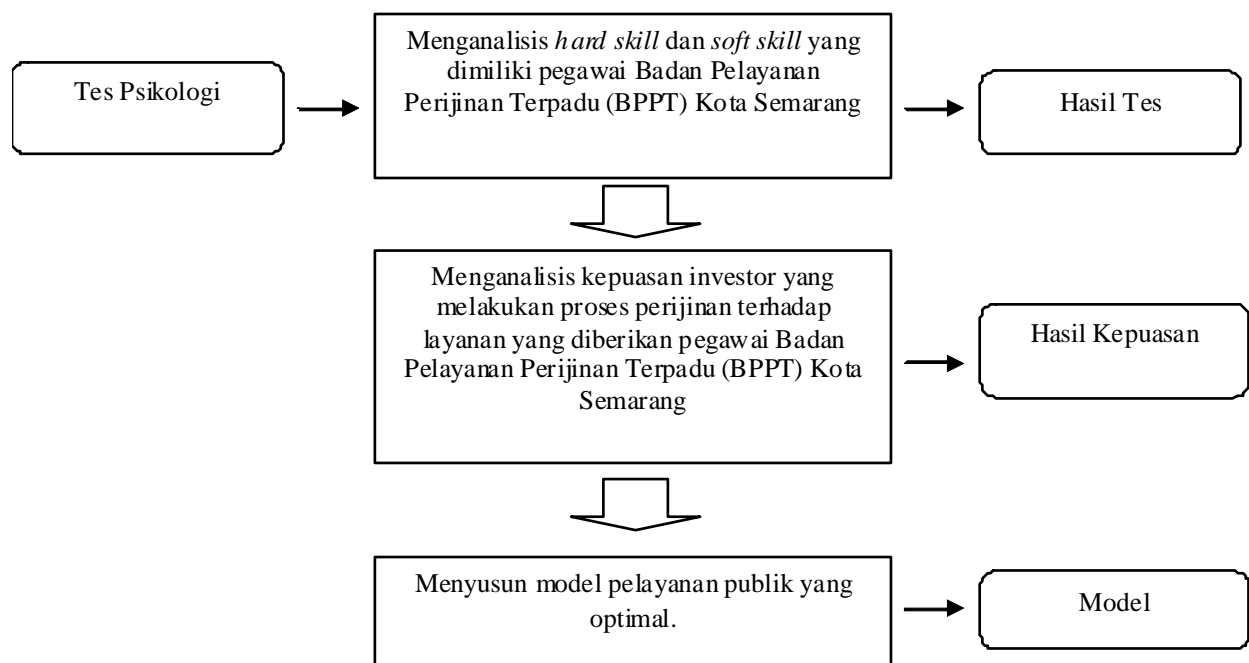 Tes Psikologi
Menganalisis hard skill dan soft skill yang
dimiliki pegawai Badan Pelayanan
Perijinan Terpadu (BPPT) Kota Semarang
Hasil Tes
Menganalisis kepuasan investor yang
melakukan proses perijinan terhadap
layanan yang diberikan pegawai Badan
Pelayanan Perijinan Terpadu (BPPT) Kota
Semarang
Hasil Kepuasan
Menyusun model pelayanan publik yang
optimal.
Model